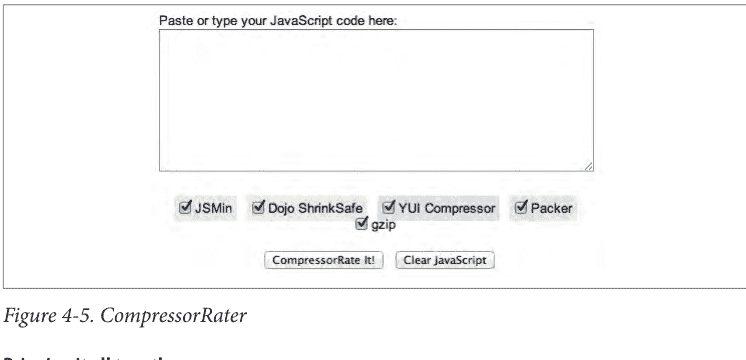 Paste or type your JavaScript code here:
JSMin Dojo ShrinkSafe YUI Compressor Packer
gzip
CompressorRate It! Clear JavaScript
Figure 4-5. CompressorRater